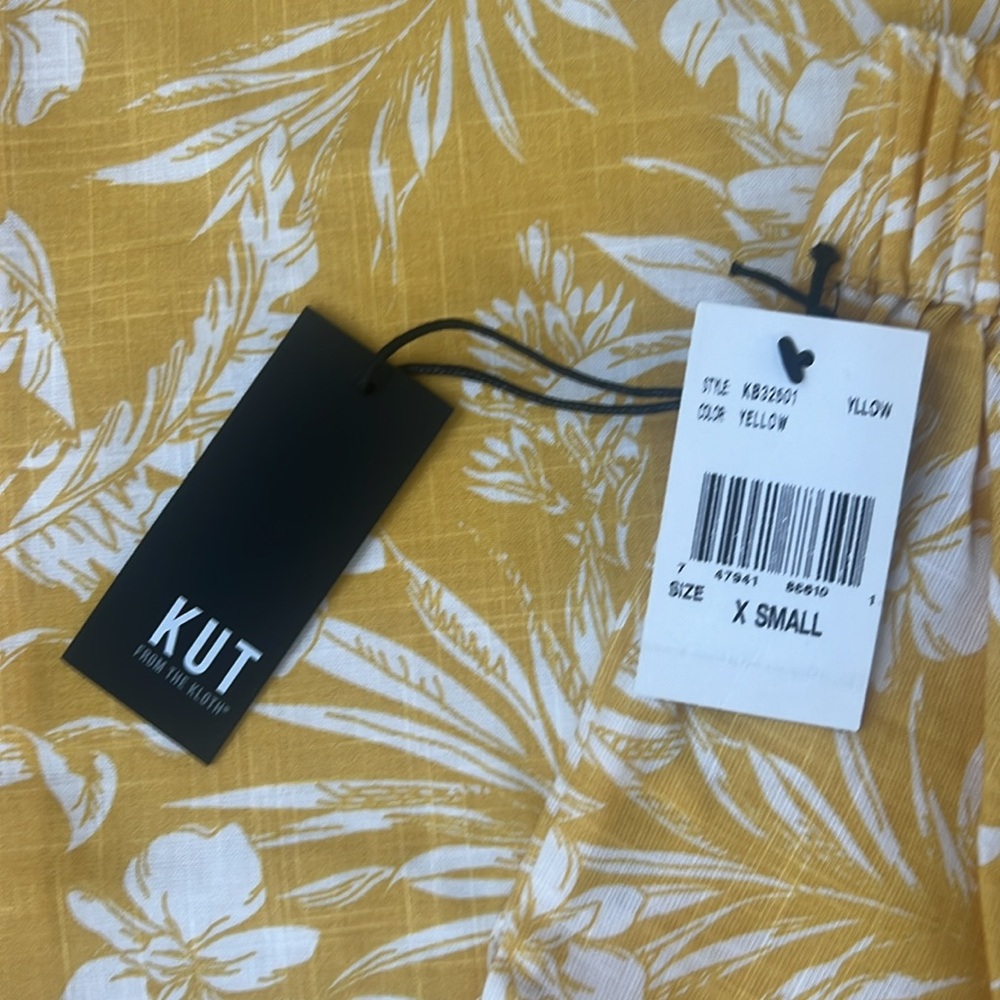 KUT
FROM THE KLOTH®
STYLE: KB32601 YLLOW
COLOR: YELLOW
7 47941 86610 1
SIZE
X SMALL